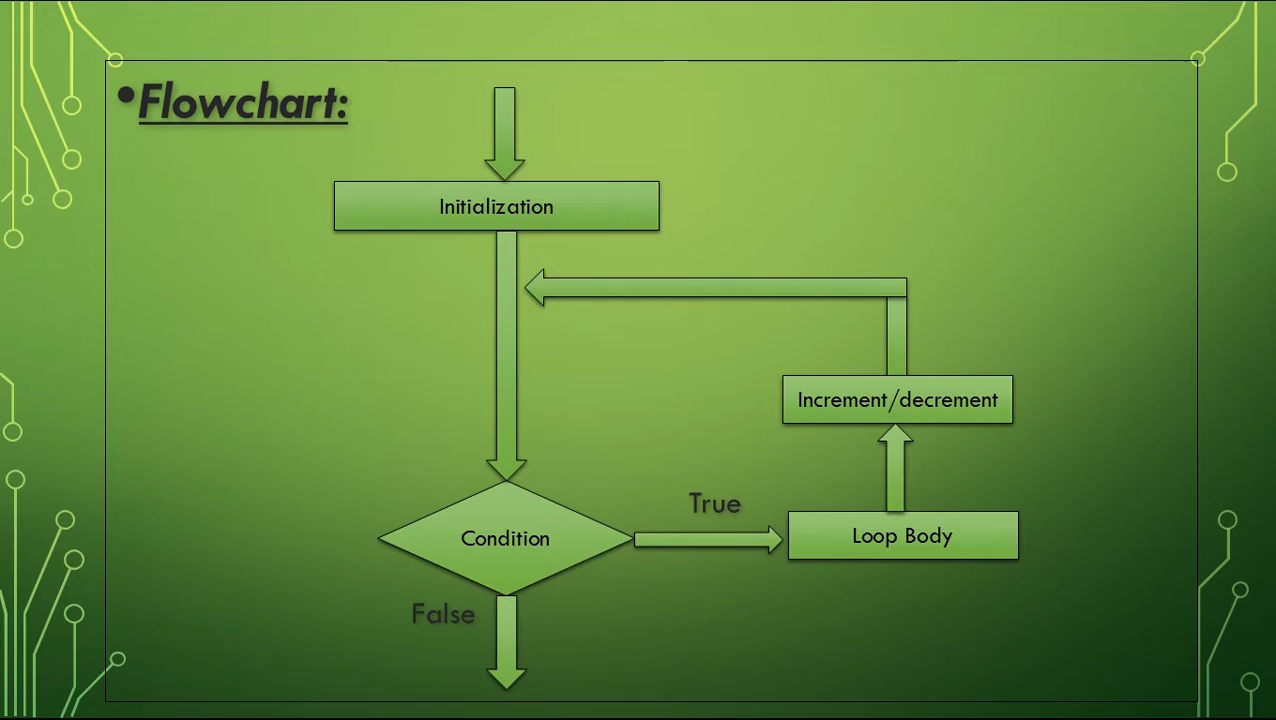 •Flowchart:
Initialization
Increment/decrement
True
Condition
Loop Body
False